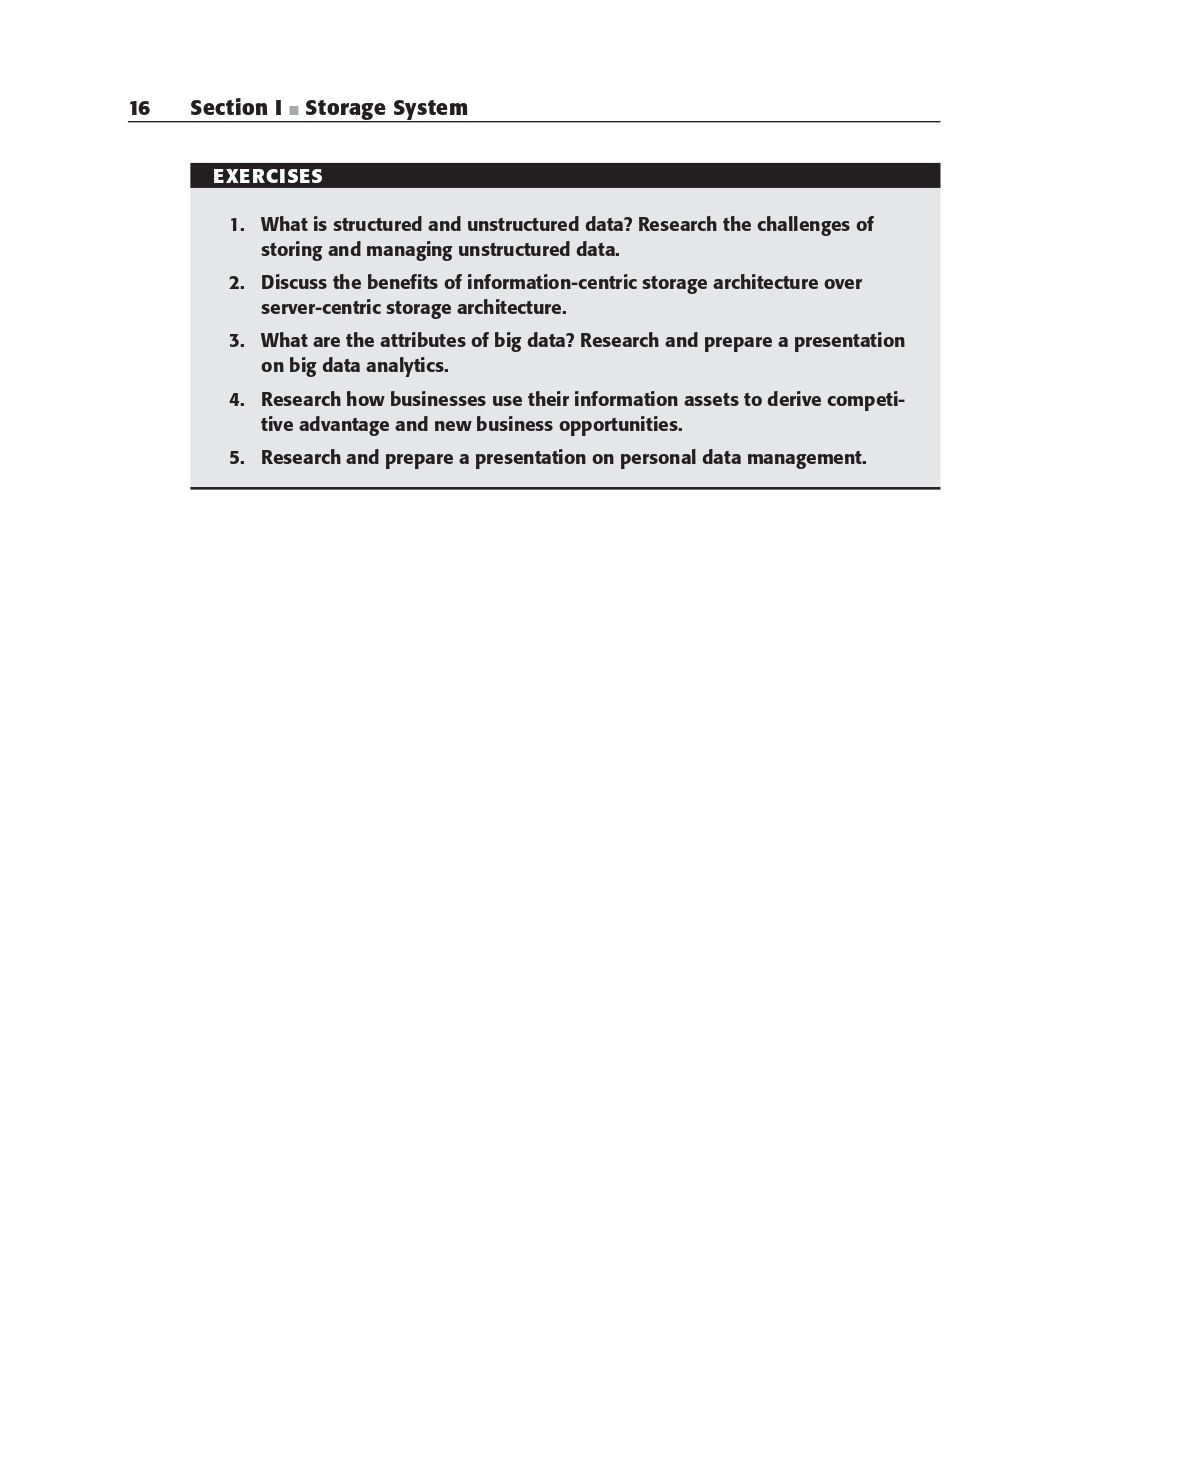 16 Section I ■ Storage System
EXERCISES
1. What is structured and unstructured data? Research the challenges of
storing and managing unstructured data.
2. Discuss the benefits of information-centric storage architecture over
server-centric storage architecture.
3. What are the attributes of big data? Research and prepare a presentation
on big data analytics.
4. Research how businesses use their information assets to derive competi-
tive advantage and new business opportunities.
5. Research and prepare a presentation on personal data management.